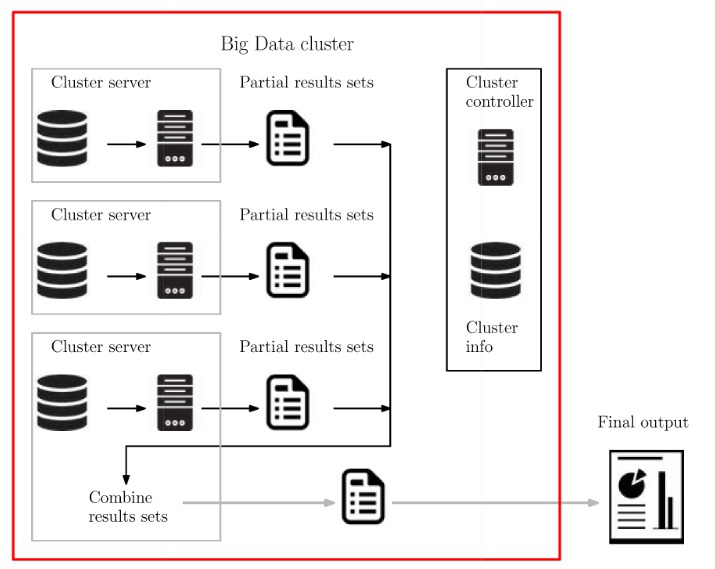 Big Data cluster
Cluster server
Partial results sets
Cluster
controller
Cluster server
Partial results sets
Cluster
info
Cluster server
Partial results sets
Final output
Combine
results sets